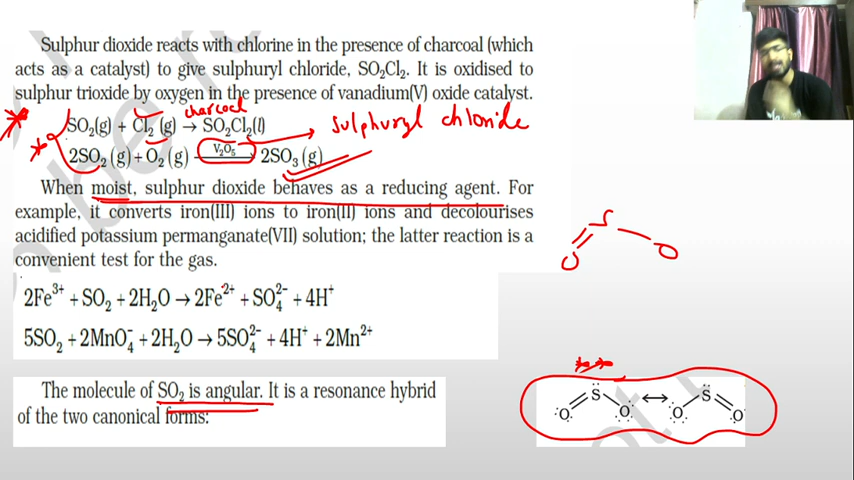 Sulphur dioxide reacts with chlorine in the presence of charcoal (which
acts as a catalyst) to give sulphuryl chloride, SO₂Cl₂. It is oxidised to
sulphur trioxide by oxygen in the presence of vanadium(V) oxide catalyst.
charcoal
SO₂(g) + Cl₂ (g) → SO₂Cl₂(l) sulphuryl chloride
2SO₂ (g) + O₂ (g) V₂O₅ 2SO₃ (g)
When moist, sulphur dioxide behaves as a reducing agent. For
example, it converts iron(III) ions to iron(II) ions and decolourises
acidified potassium permanganate(VII) solution; the latter reaction is a
convenient test for the gas.
S
O O
2Fe³⁺ + SO₂ + 2H₂O → 2Fe²⁺ + SO₄²⁻ + 4H⁺
5SO₂ + 2MnO₄⁻ + 2H₂O → 5SO₄²⁻ + 4H⁺ + 2Mn²⁺
The molecule of SO₂ is angular. It is a resonance hybrid
of the two canonical forms:
S S
O O ↔ O O